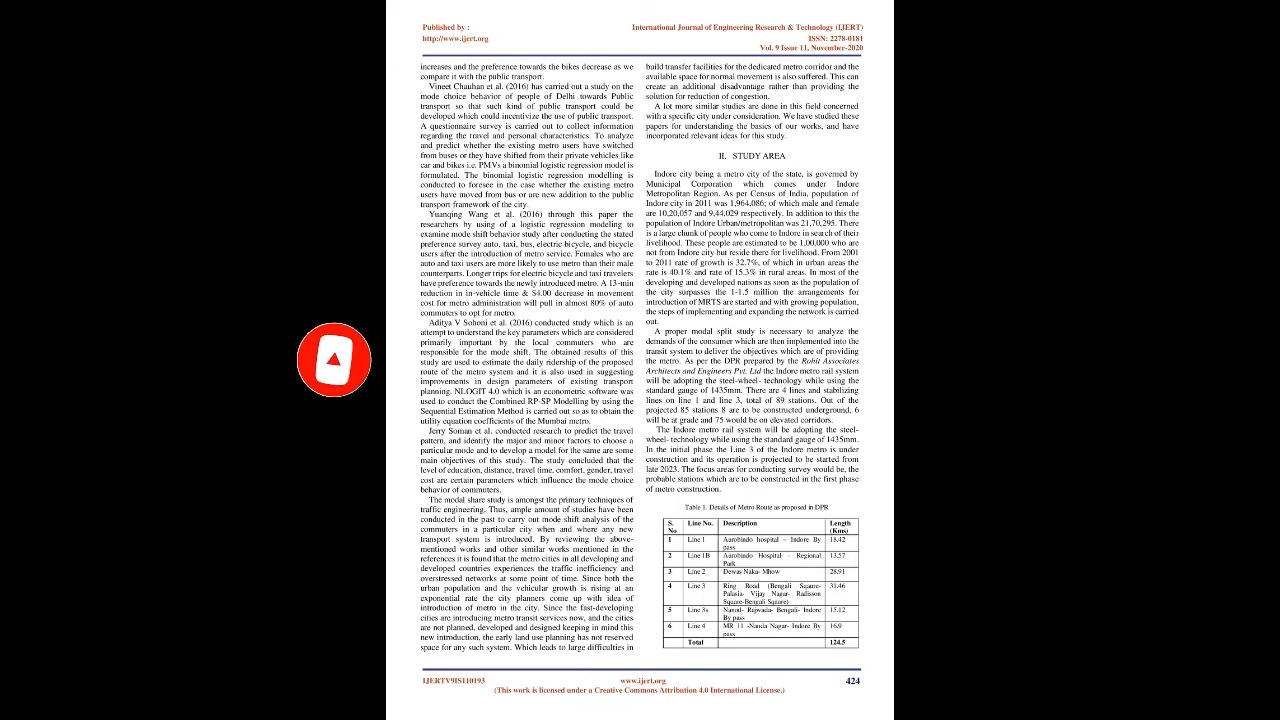 Published by :
http://www.ijert.org
International Journal of Engineering Research & Technology (IJERT)
ISSN: 2278-0181
Vol. 9 Issue 11, November-2020
increases and the preference towards the bikes decrease as we
compare it with the public transport.
Vineet Chauhan et al. (2016) has carried out a study on the
mode choice behavior of people of Delhi towards Public
transport so that such kind of public transport could be
developed which could incentivize the use of public transport.
A questionnaire survey is carried out to collect information
regarding the travel and personal characteristics. To analyze
and predict whether the existing metro users have switched
from buses or they have shifted from their private vehicles like
car and bikes i.e. PMVs a binomial logistic regression model is
formulated. The binomial logistic regression modelling is
conducted to foresee in the case whether the existing metro
users have moved from bus or are new addition to the public
transport framework of the city.
Yuanqing Wang et al. (2016) through this paper the
researchers by using of a logistic regression modeling to
examine mode shift behavior study after conducting the stated
preference survey auto, taxi, bus, electric bicycle, and bicycle
users after the introduction of metro service. Females who are
auto and taxi users are more likely to use metro than their male
counterparts. Longer trips for electric bicycle and taxi travelers
have preference towards the newly introduced metro. A 13-min
reduction in in-vehicle time & $4.00 decrease in movement
cost for metro administration will pull in almost 80% of auto
commuters to opt for metro.
Aditya V Sohoni et al. (2016) conducted study which is an
attempt to understand the key parameters which are considered
primarily important by the local commuters who are
responsible for the mode shift. The obtained results of this
study are used to estimate the daily ridership of the proposed
route of the metro system and it is also used in suggesting
improvements in design parameters of existing transport
planning. NLOGIT 4.0 which is an econometric software was
used to conduct the Combined RP-SP Modelling by using the
Sequential Estimation Method is carried out so as to obtain the
utility equation coefficients of the Mumbai metro.
Jerry Soman et al. conducted research to predict the travel
pattern, and identify the major and minor factors to choose a
particular mode and to develop a model for the same are some
main objectives of this study. The study concluded that the
level of education, distance, travel time, comfort, gender, travel
cost are certain parameters which influence the mode choice
behavior of commuters.
The modal share study is amongst the primary techniques of
traffic engineering. Thus, ample amount of studies have been
conducted in the past to carry out mode shift analysis of the
commuters in a particular city when and where any new
transport system is introduced. By reviewing the above-
mentioned works and other similar works mentioned in the
references it is found that the metro cities in all developing and
developed countries experiences the traffic inefficiency and
overstressed networks at some point of time. Since both the
urban population and the vehicular growth is rising at an
exponential rate the city planners come up with idea of
introduction of metro in the city. Since the fast-developing
cities are introducing metro transit services now, and the cities
are not planned, developed and designed keeping in mind this
new introduction, the early land use planning has not reserved
space for any such system. Which leads to large difficulties in
build transfer facilities for the dedicated metro corridor and the
available space for normal movement is also suffered. This can
create an additional disadvantage rather than providing the
solution for reduction of congestion.
A lot more similar studies are done in this field concerned
with a specific city under consideration. We have studied these
papers for understanding the basics of our works, and have
incorporated relevant ideas for this study.
II. STUDY AREA
Indore city being a metro city of the state, is governed by
Municipal Corporation which comes under Indore
Metropolitan Region. As per Census of India, population of
Indore city in 2011 was 1,964,086; of which male and female
are 10,20,057 and 9,44,029 respectively. In addition to this the
population of Indore Urban/metropolitan was 21,70,295. There
is a large chunk of people who come to Indore in search of their
livelihood. These people are estimated to be 1,00,000 who are
not from Indore city but reside there for livelihood. From 2001
to 2011 rate of growth is 32.7%, of which in urban areas the
rate is 40.1% and rate of 15.3% in rural areas. In most of the
developing and developed nations as soon as the population of
the city surpasses the 1-1.5 million the arrangements for
introduction of MRTS are started and with growing population,
the steps of implementing and expanding the network is carried
out.
A proper modal split study is necessary to analyze the
demands of the consumer which are then implemented into the
transit system to deliver the objectives which are of providing
the metro. As per the DPR prepared by the Rohit Associates
Architects and Engineers Pvt. Ltd the Indore metro rail system
will be adopting the steel-wheel- technology while using the
standard gauge of 1435mm. There are 4 lines and stabilizing
lines on line 1 and line 3, total of 89 stations. Out of the
projected 85 stations 8 are to be constructed underground, 6
will be at grade and 75 would be on elevated corridors.
The Indore metro rail system will be adopting the steel-
wheel- technology while using the standard gauge of 1435mm.
In the initial phase the Line 3 of the Indore metro is under
construction and its operation is projected to be started from
late 2023. The focus areas for conducting survey would be, the
probable stations which are to be constructed in the first phase
of metro construction.
Table 1. Details of Metro Route as proposed in DPR
S. No Line No. Description Length (Kms)
1 Line 1 Aurobindo hospital – Indore By pass 18.42
2 Line 1B Aurobindo Hospital – Regional Park 13.57
3 Line 2 Dewas Naka- Mhow 28.91
4 Line 3 Ring Road (Bengali Sqaure- Palasia- Vijay Nagar- Radisson Square-Bengali Square) 31.46
5 Line 3s Nanod- Rajwada- Bengali- Indore By pass 15.12
6 Line 4 MR 11 -Nanda Nagar- Indore By pass 16.9
Total 124.5
IJERTV9IS110193
www.ijert.org
424
(This work is licensed under a Creative Commons Attribution 4.0 International License.)